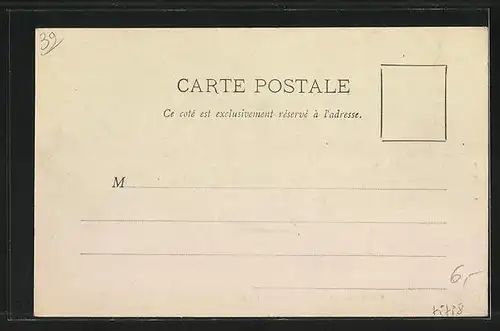 39
CARTE POSTALE
Ce coté est exclusivement réservé à l'adresse.
M
6,-